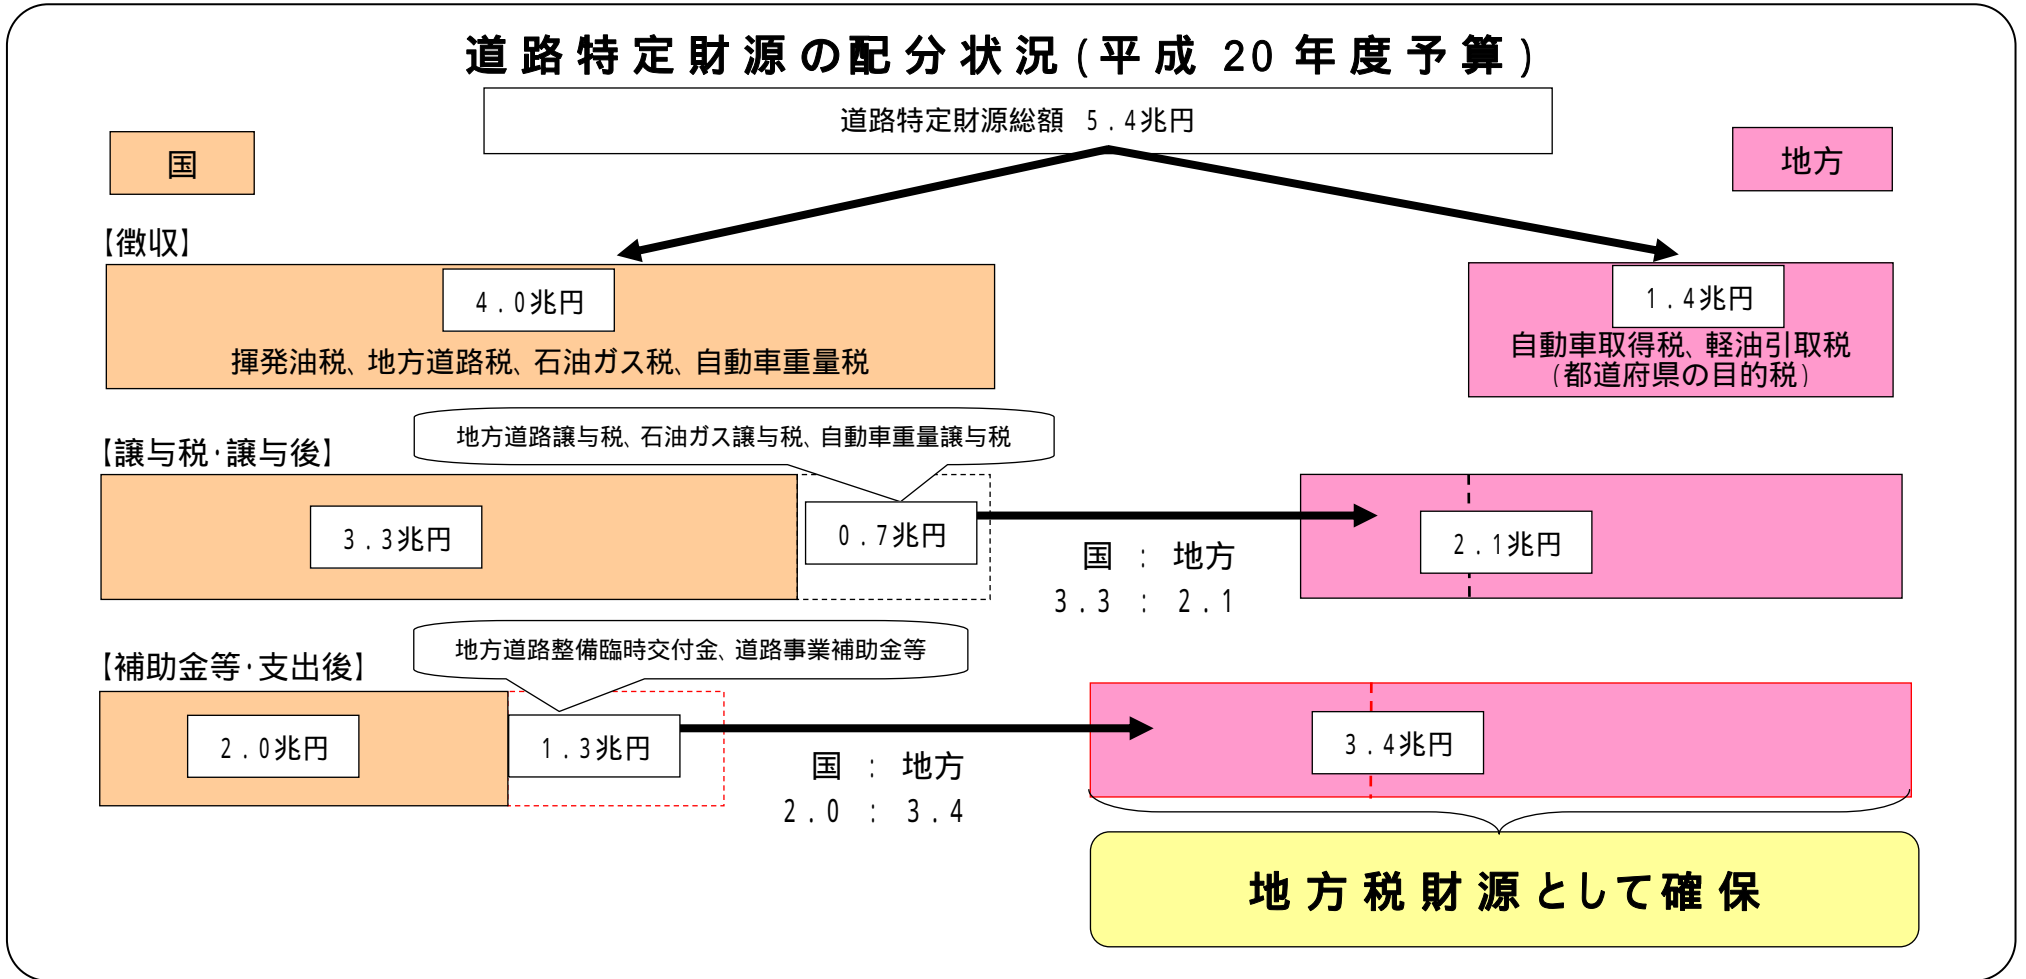 道路特定財源の配分状況(平成 20 年度予算)
道路特定財源総額 5.4兆円
国
地方
【徴収】
4.0兆円
揮発油税、地方道路税、石油ガス税、自動車重量税
1.4兆円
自動車取得税、軽油引取税
(都道府県の目的税)
地方道路譲与税、石油ガス譲与税、自動車重量譲与税
【譲与税・譲与後】
3.3兆円
0.7兆円
2.1兆円
国 : 地方
3.3 : 2.1
地方道路整備臨時交付金、道路事業補助金等
【補助金等・支出後】
2.0兆円
1.3兆円
3.4兆円
国 : 地方
2.0 : 3.4
地方税財源として確保